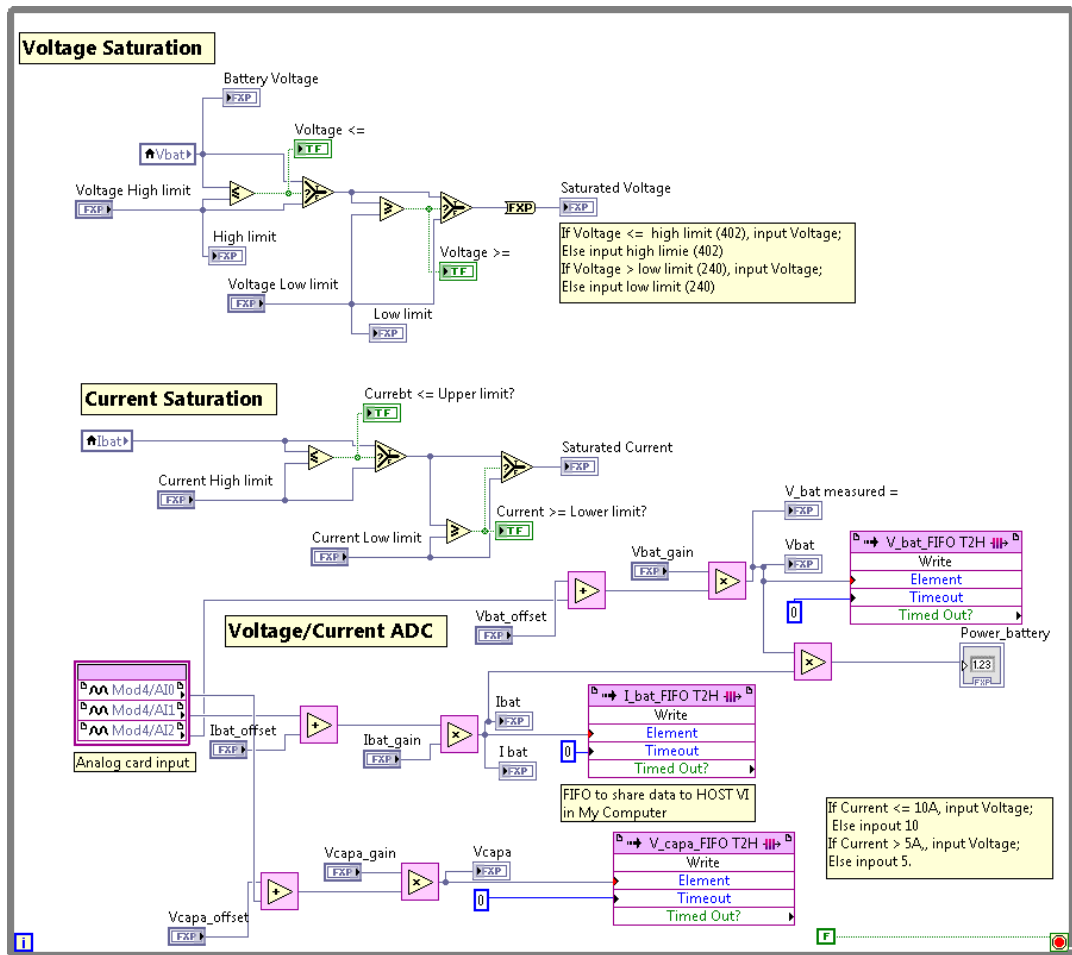 Voltage Saturation
Battery Voltage
FXP
Voltage <=
TF
Vbat
Voltage High limit
FXP
≤
?
T
F
High limit
FXP
≥
?
T
F
FXP
Saturated Voltage
FXP
If Voltage <=  high limit (402), input Voltage;
Else input high limie (402)
If Voltage > low limit (240), input Voltage;
Else input low limit (240)
Voltage >=
TF
Voltage Low limit
FXP
Low limit
FXP
Current Saturation
Currebt <= Upper limit?
TF
Ibat
≤
?
T
F
Saturated Current
FXP
?
T
F
Current High limit
FXP
≥
Current >= Lower limit?
TF
Current Low limit
FXP
V_bat measured =
FXP
Vbat
FXP
V_bat_FIFO T2H
Write
Element
Timeout
Timed Out?
0
Vbat_gain
FXP
×
+
Vbat_offset
FXP
Voltage/Current ADC
Power_battery
1.23
FXP
×
Mod4/AI0
Mod4/AI1
Mod4/AI2
Analog card input
Ibat_offset
FXP
+
Ibat_gain
FXP
×
Ibat
FXP
I bat
FXP
I_bat_FIFO T2H
Write
Element
Timeout
Timed Out?
0
FIFO to share data to HOST VI
in My Computer
If Current <= 10A, input Voltage;
Else inpout 10
If Current > 5A,, input Voltage;
Else inpout 5.
Vcapa_gain
FXP
×
Vcapa
FXP
V_capa_FIFO T2H
Write
Element
Timeout
Timed Out?
0
+
Vcapa_offset
FXP
i
F